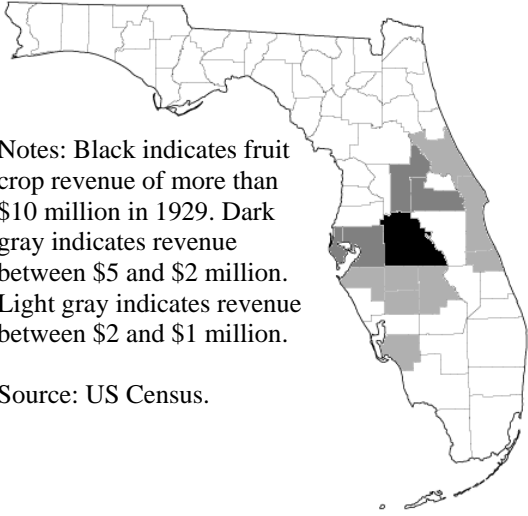 Notes: Black indicates fruit
crop revenue of more than
$10 million in 1929. Dark
gray indicates revenue
between $5 and $2 million.
Light gray indicates revenue
between $2 and $1 million.
Source: US Census.